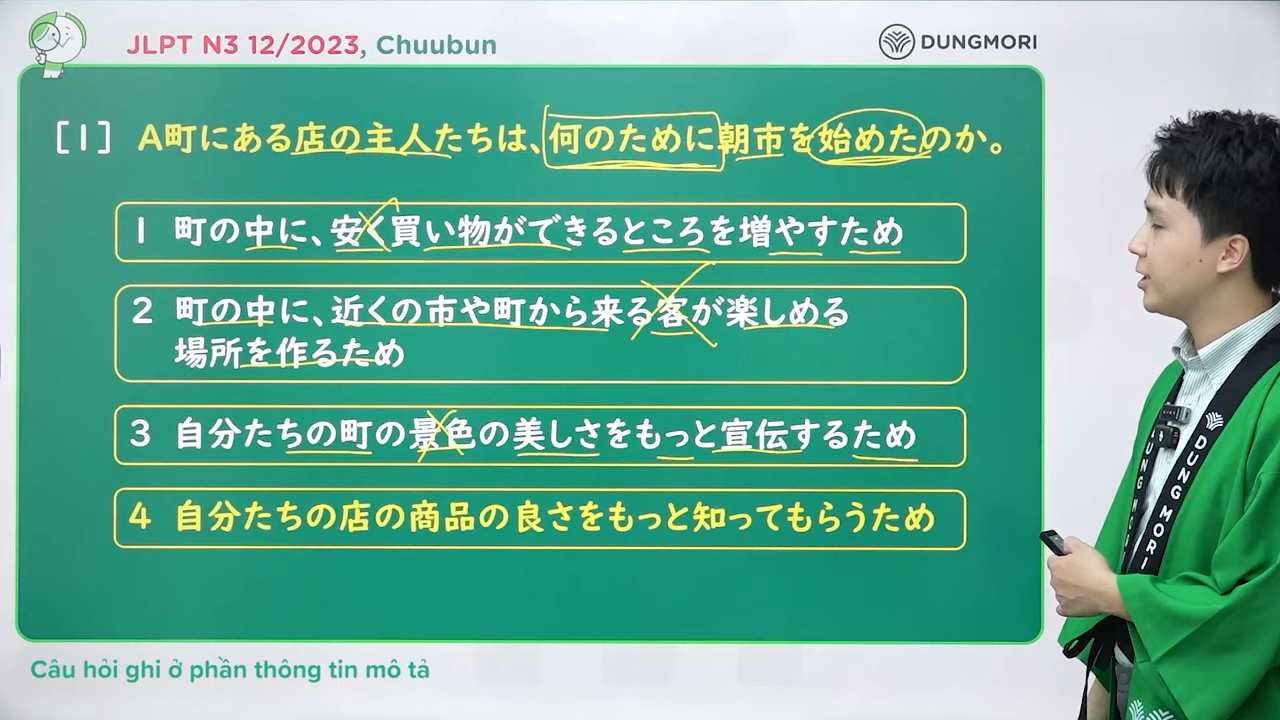 JLPT N3 12/2023, Chuubun
DUNGMORI
[1] A町にある店の主人たちは、何のために朝市を始めたのか。
1 町の中に、安く買い物ができるところを増やすため
2 町の中に、近くの市や町から来る客が楽しめる
場所を作るため
3 自分たちの町の景色の美しさをもっと宣伝するため
4 自分たちの店の商品の良さをもっと知ってもらうため
Câu hỏi ghi ở phần thông tin mô tả
DUNGMORI